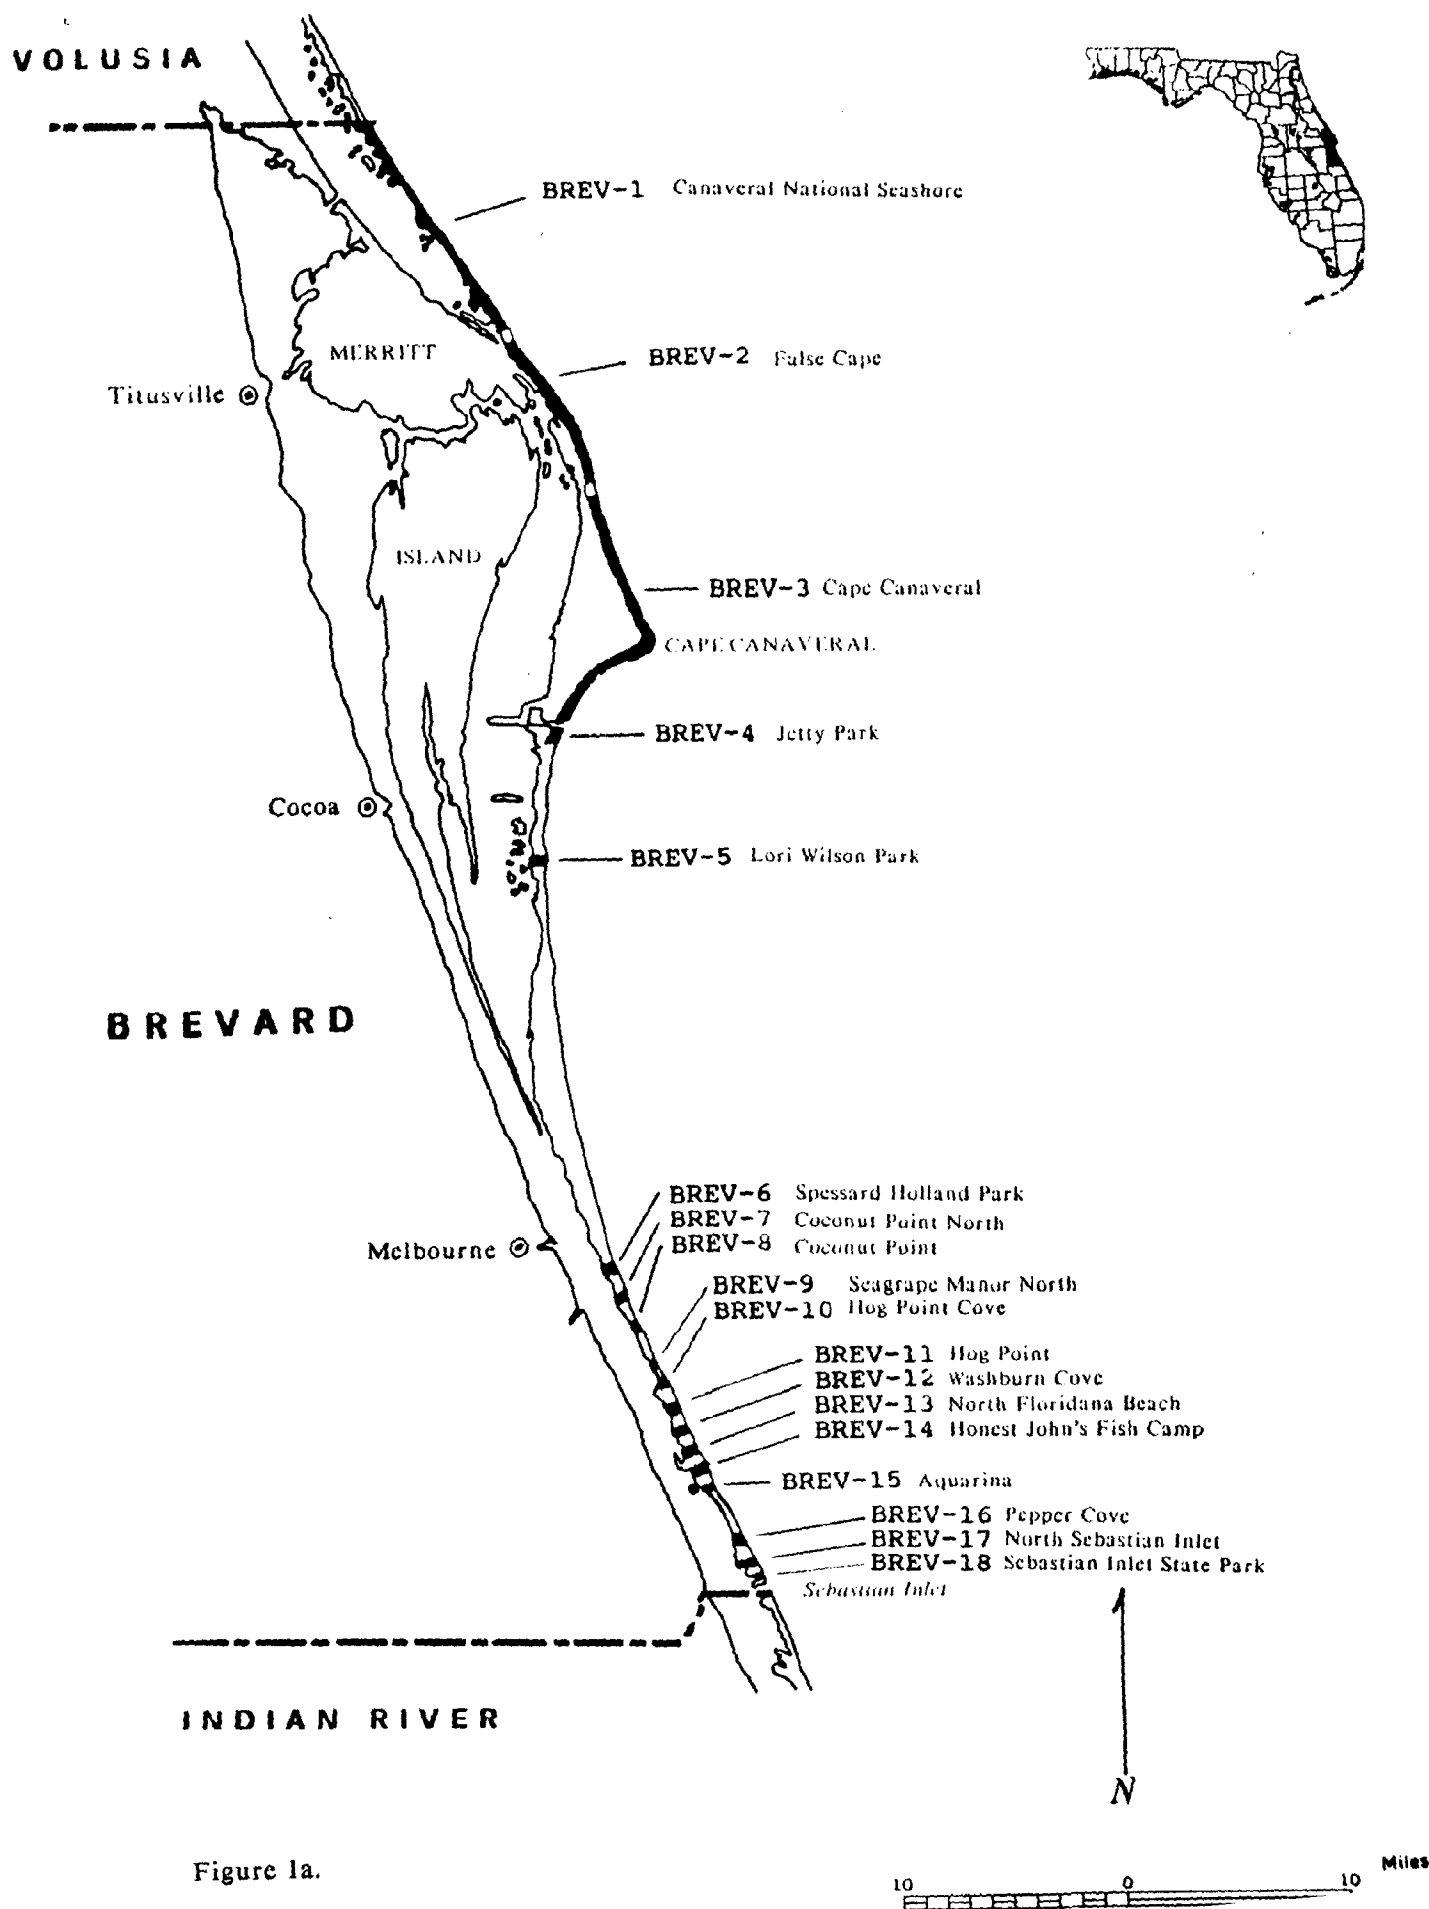 VOLUSIA
BREV-1 Canaveral National Seashore
MERRITT
BREV-2 False Cape
Titusville
ISLAND
BREV-3 Cape Canaveral
CAPE CANAVERAL
BREV-4 Jetty Park
Cocoa
BREV-5 Lori Wilson Park
BREVARD
BREV-6 Spessard Holland Park
BREV-7 Coconut Point North
BREV-8 Coconut Point
Melbourne
BREV-9 Seagrape Manor North
BREV-10 Hog Point Cove
BREV-11 Hog Point
BREV-12 Washburn Cove
BREV-13 North Floridana Beach
BREV-14 Honest John's Fish Camp
BREV-15 Aquarina
BREV-16 Pepper Cove
BREV-17 North Sebastian Inlet
BREV-18 Sebastian Inlet State Park
Sebastian Inlet
INDIAN RIVER
N
Figure 1a.
Miles
10 0 10